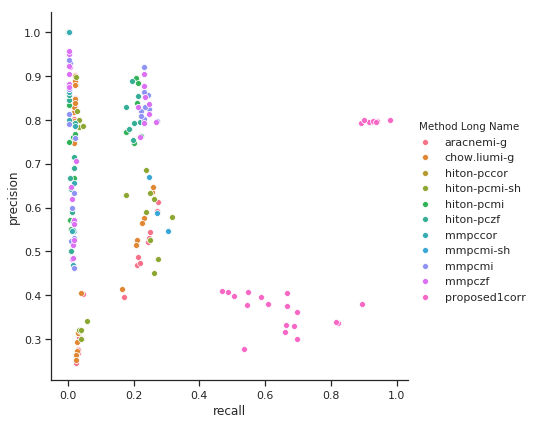 1.0
0.9
0.8
0.7
0.6
0.5
0.4
0.3
precision
0.0 0.2 0.4 0.6 0.8 1.0
recall
Method Long Name
aracnemi-g
chow.liumi-g
hiton-pccor
hiton-pcmi-sh
hiton-pcmi
hiton-pczf
mmpccor
mmpcmi-sh
mmpcmi
mmpczf
proposed1corr